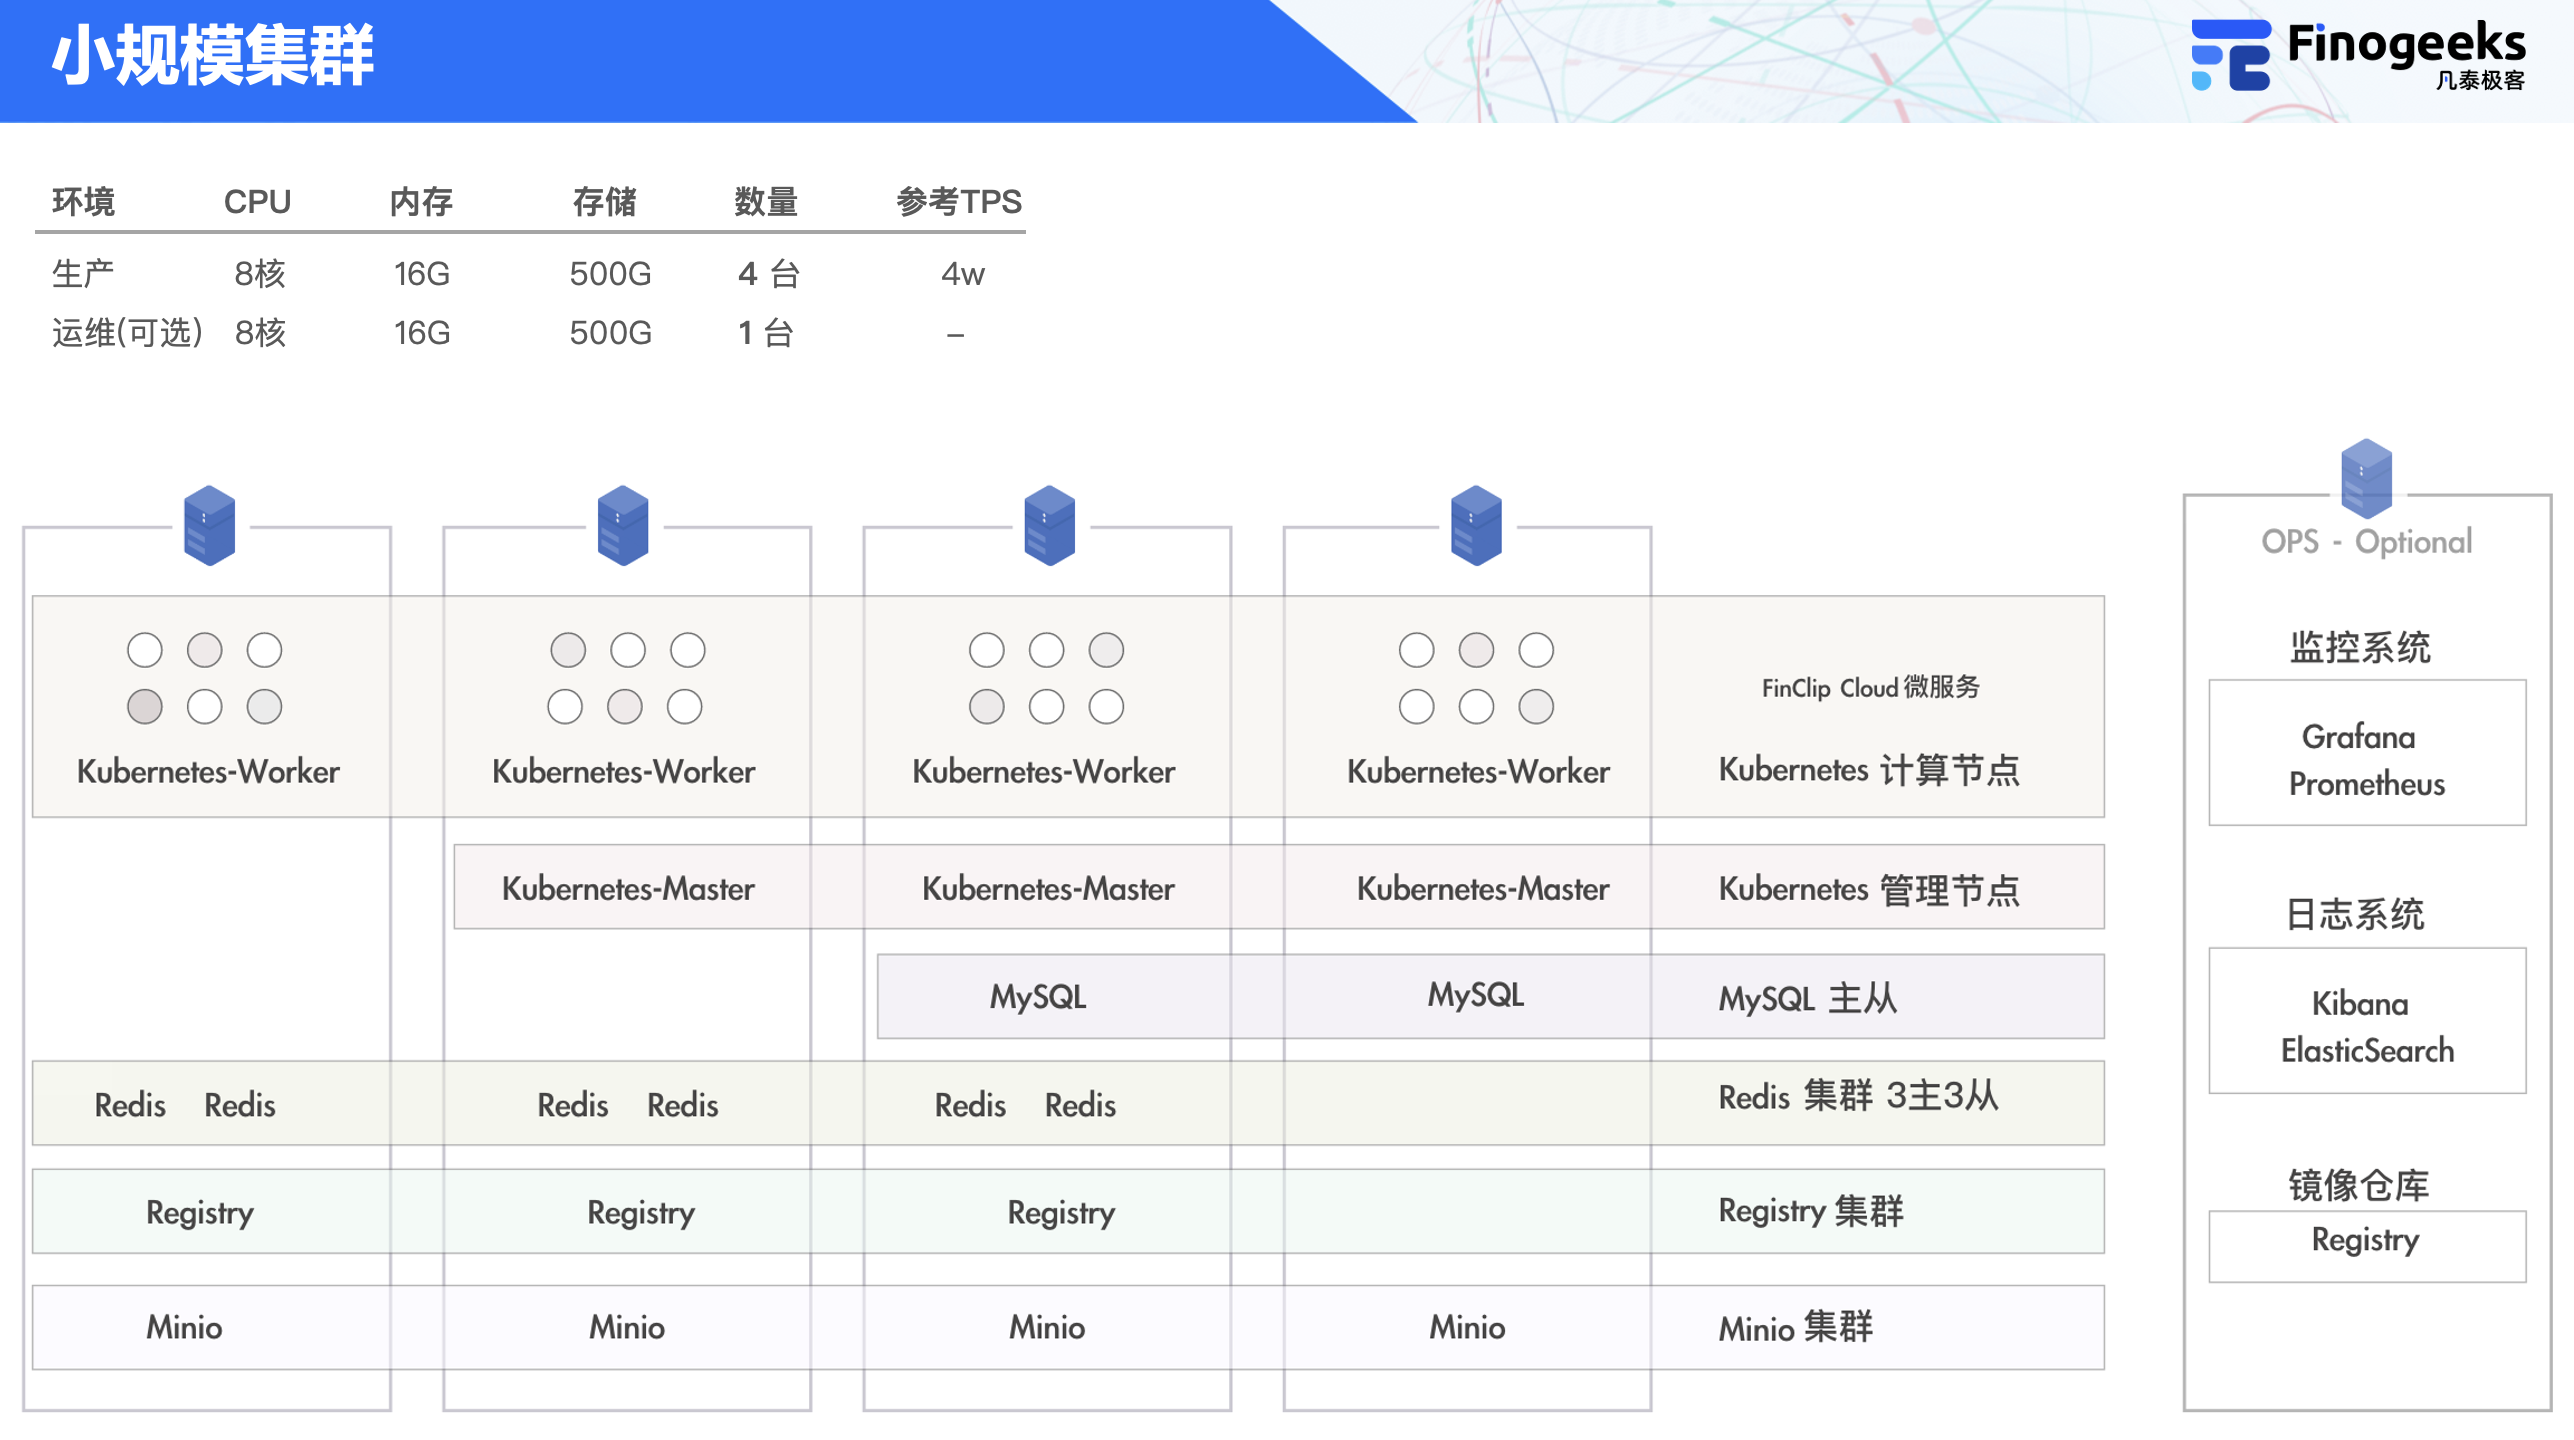 小规模集群
Finogeeks
凡泰极客
环境 CPU 内存 存储 数量 参考TPS
生产 8核 16G 500G 4 台 4w
运维(可选) 8核 16G 500G 1 台 –
Kubernetes-Worker Kubernetes-Worker Kubernetes-Worker Kubernetes-Worker
FinClip Cloud 微服务
Kubernetes 计算节点
Kubernetes-Master Kubernetes-Master Kubernetes-Master Kubernetes 管理节点
MySQL MySQL MySQL 主从
Redis Redis Redis Redis Redis Redis Redis 集群 3主3从
Registry Registry Registry Registry 集群
Minio Minio Minio Minio Minio 集群
OPS - Optional
监控系统
Grafana
Prometheus
日志系统
Kibana
ElasticSearch
镜像仓库
Registry